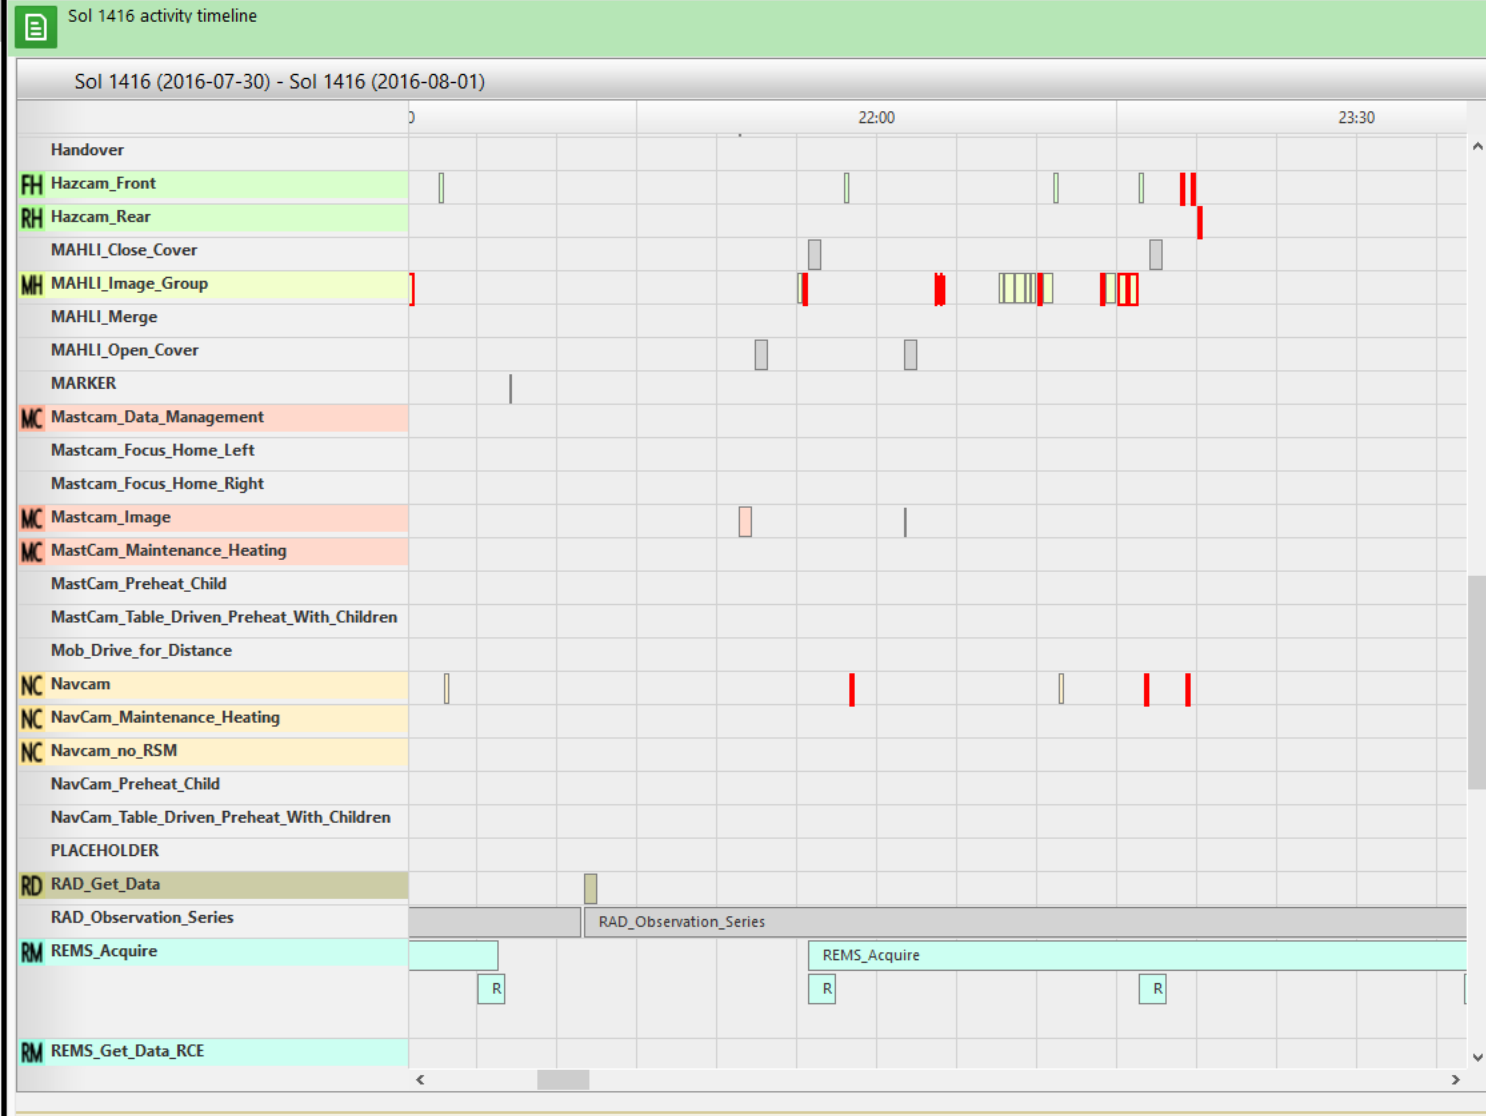 Sol 1416 activity timeline
Sol 1416 (2016-07-30) - Sol 1416 (2016-08-01)
22:00 23:30
Handover
FH Hazcam_Front
RH Hazcam_Rear
MAHLI_Close_Cover
MH MAHLI_Image_Group
MAHLI_Merge
MAHLI_Open_Cover
MARKER
MC Mastcam_Data_Management
Mastcam_Focus_Home_Left
Mastcam_Focus_Home_Right
MC Mastcam_Image
MC MastCam_Maintenance_Heating
MastCam_Preheat_Child
MastCam_Table_Driven_Preheat_With_Children
Mob_Drive_for_Distance
NC Navcam
NC NavCam_Maintenance_Heating
NC Navcam_no_RSM
NavCam_Preheat_Child
NavCam_Table_Driven_Preheat_With_Children
PLACEHOLDER
RD RAD_Get_Data
RAD_Observation_Series RAD_Observation_Series
RM REMS_Acquire REMS_Acquire
R R R
RM REMS_Get_Data_RCE